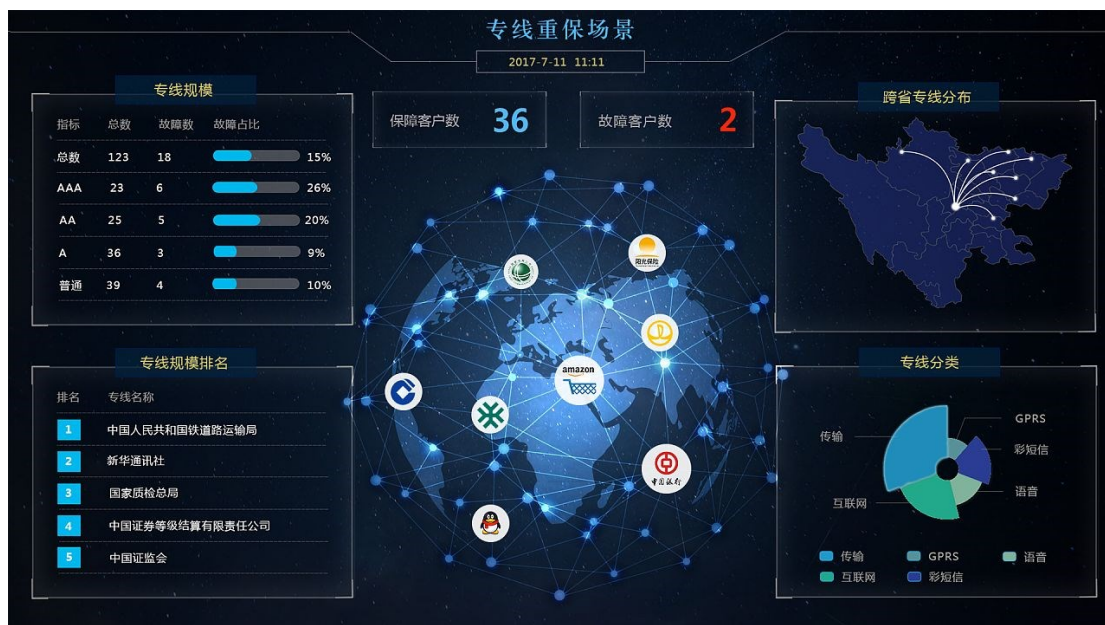 专线重保场景
2017-7-11 11:11
专线规模
指标 总数 故障数 故障占比
总数 123 18 15%
AAA 23 6 26%
AA 25 5 20%
A 36 3 9%
普通 39 4 10%
保障客户数 36
故障客户数 2
跨省专线分布
阳光保险
amazon
中国银行
专线规模排名
排名 专线名称
1 中国人民共和国铁道路运输局
2 新华通讯社
3 国家质检总局
4 中国证券等级结算有限责任公司
5 中国证监会
专线分类
传输
GPRS
彩短信
语音
互联网
传输 GPRS 语音
互联网 彩短信